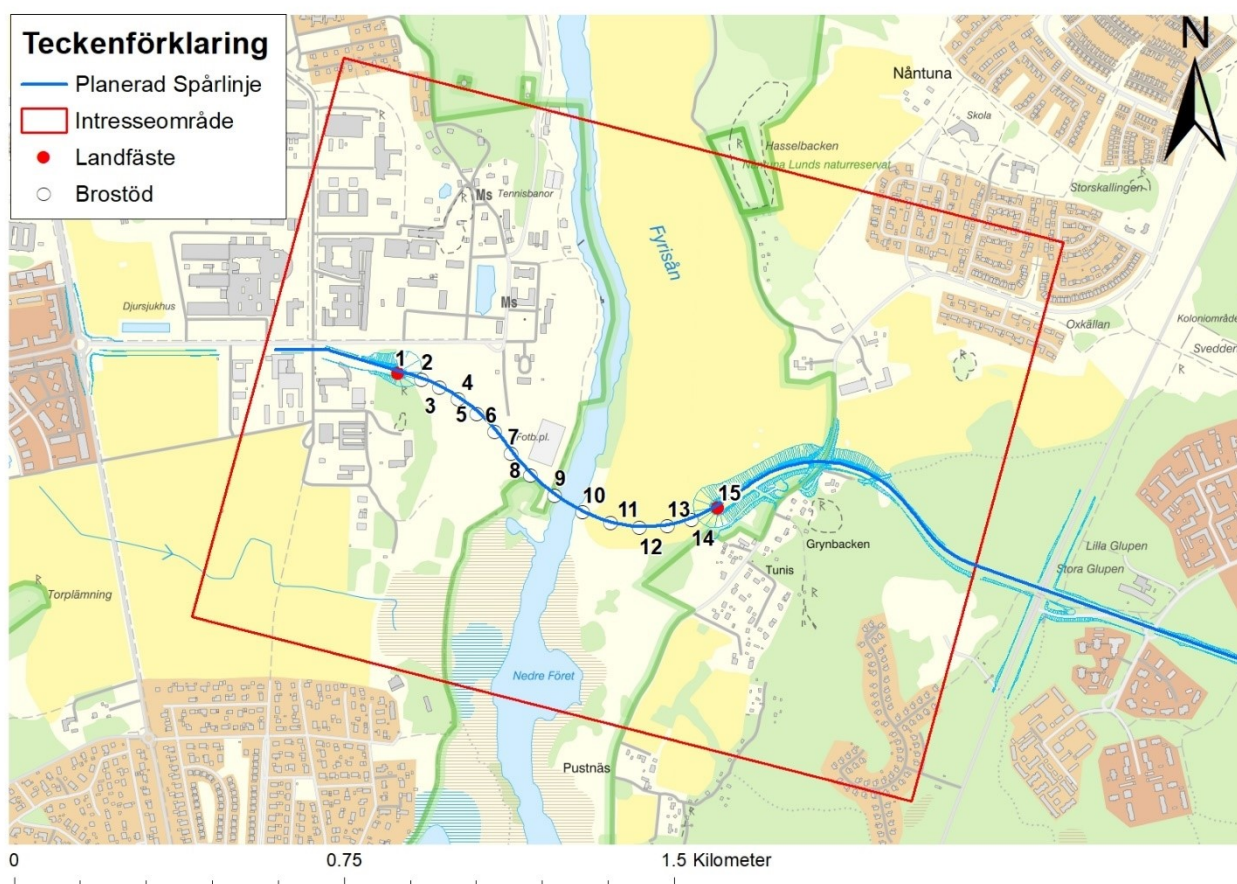 Teckenförklaring
Planerad Spårlinje
Intresseområde
Landfäste
Brostöd
N
Nåntuna
Skola
Hasselbacken
Nåntuna Lunds naturreservat
Storskallingen
Ms
Tennisbanor
Fyrisån
Ms
Djursjukhus
Oxkällan
Koloniområde
Svedden
1
2
3
4
5
6
7
Fotb.pl.
8
9
10
11
12
13
14
15
Grynbacken
Tunis
Lilla Glupen
Stora Glupen
Torplämning
Nedre Föret
Pustnäs
R
R
R
R
R
R
R
R
R
0
0.75
1.5 Kilometer